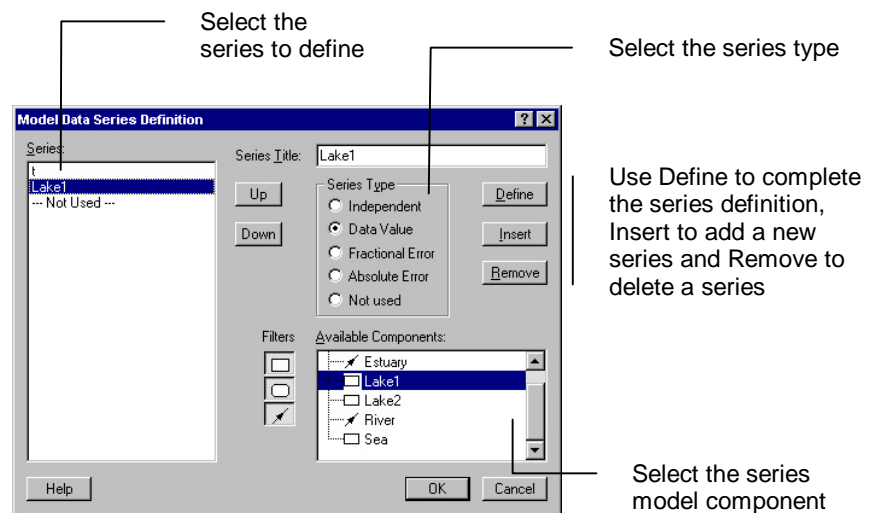 Select the
series to define
Select the series type
Model Data Series Definition
Series:
t
Lake1
--- Not Used ---
Series Title:
Lake1
Up
Down
Series Type
Independent
Data Value
Fractional Error
Absolute Error
Not used
Define
Insert
Remove
Use Define to complete
the series definition,
Insert to add a new
series and Remove to
delete a series
Filters
Available Components:
Estuary
Lake1
Lake2
River
Sea
Help
OK
Cancel
Select the series
model component